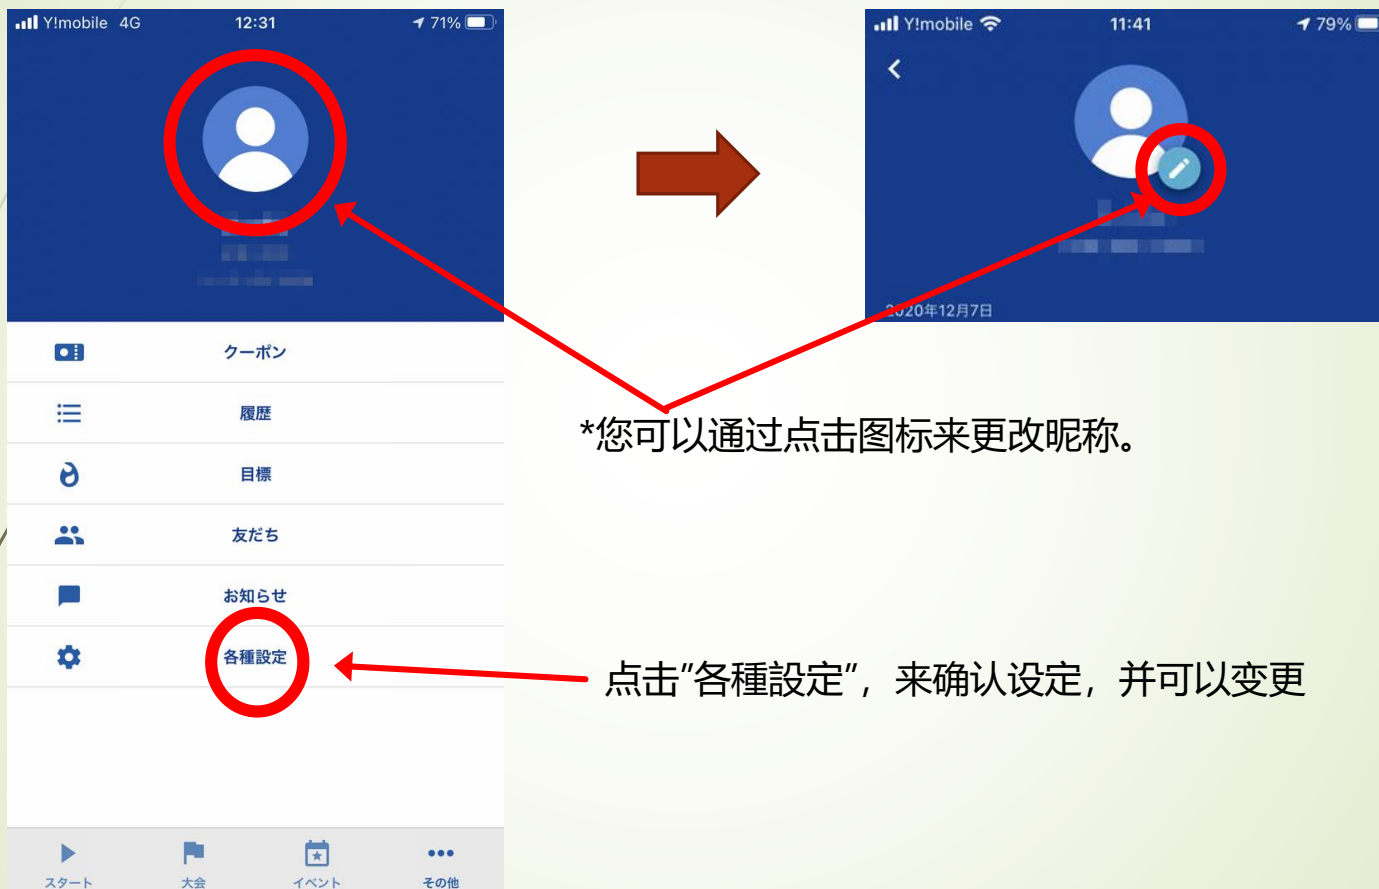 Y!mobile 4G 12:31 71%
クーポン
履歴
目標
友だち
お知らせ
各種設定
スタート 大会 イベント その他
Y!mobile 11:41 79%
2020年12月7日
*您可以通过点击图标来更改昵称。
点击"各種設定"，来确认设定，并可以变更